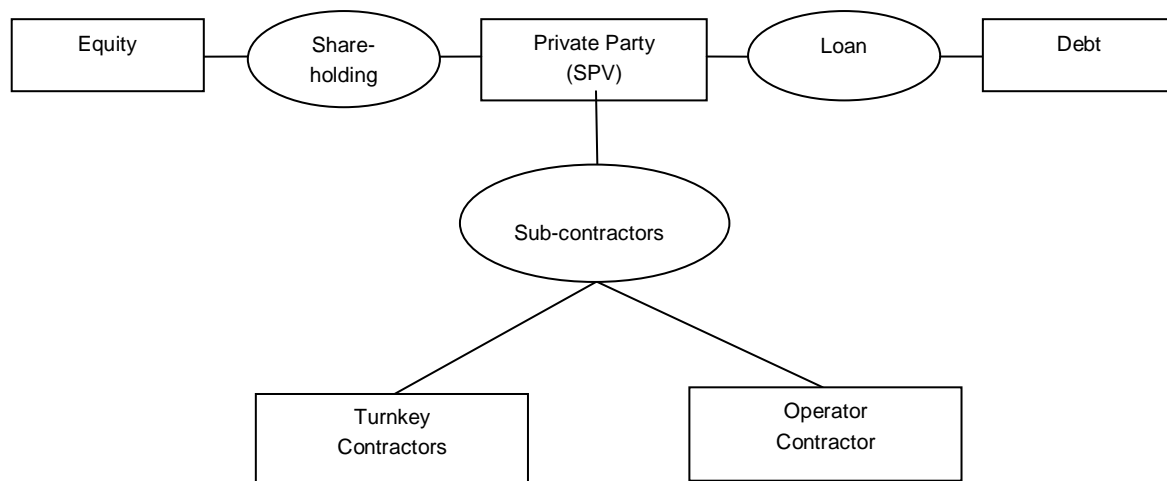 Equity
Share-
holding
Private Party
(SPV)
Loan
Debt
Sub-contractors
Turnkey
Contractors
Operator
Contractor